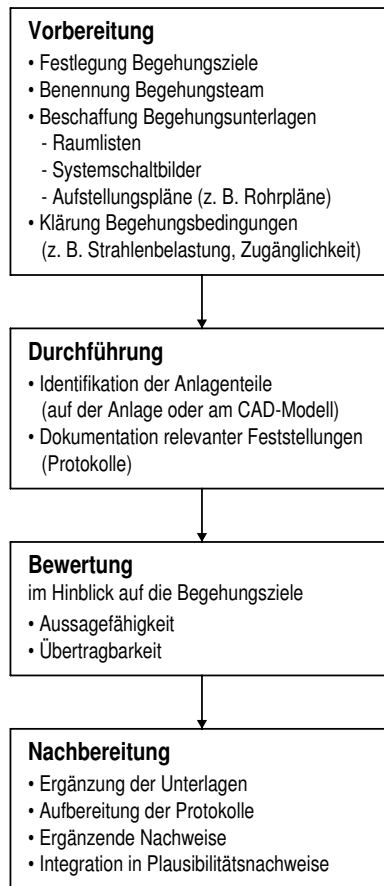 Vorbereitung
• Festlegung Begehungsziele
• Benennung Begehungsteam
• Beschaffung Begehungsunterlagen
- Raumlisten
- Systemschaltbilder
- Aufstellungspläne (z. B. Rohrpläne)
• Klärung Begehungsbedingungen
(z. B. Strahlenbelastung, Zugänglichkeit)
Durchführung
• Identifikation der Anlagenteile
(auf der Anlage oder am CAD-Modell)
• Dokumentation relevanter Feststellungen
(Protokolle)
Bewertung
im Hinblick auf die Begehungsziele
• Aussagefähigkeit
• Übertragbarkeit
Nachbereitung
• Ergänzung der Unterlagen
• Aufbereitung der Protokolle
• Ergänzende Nachweise
• Integration in Plausibilitätsnachweise